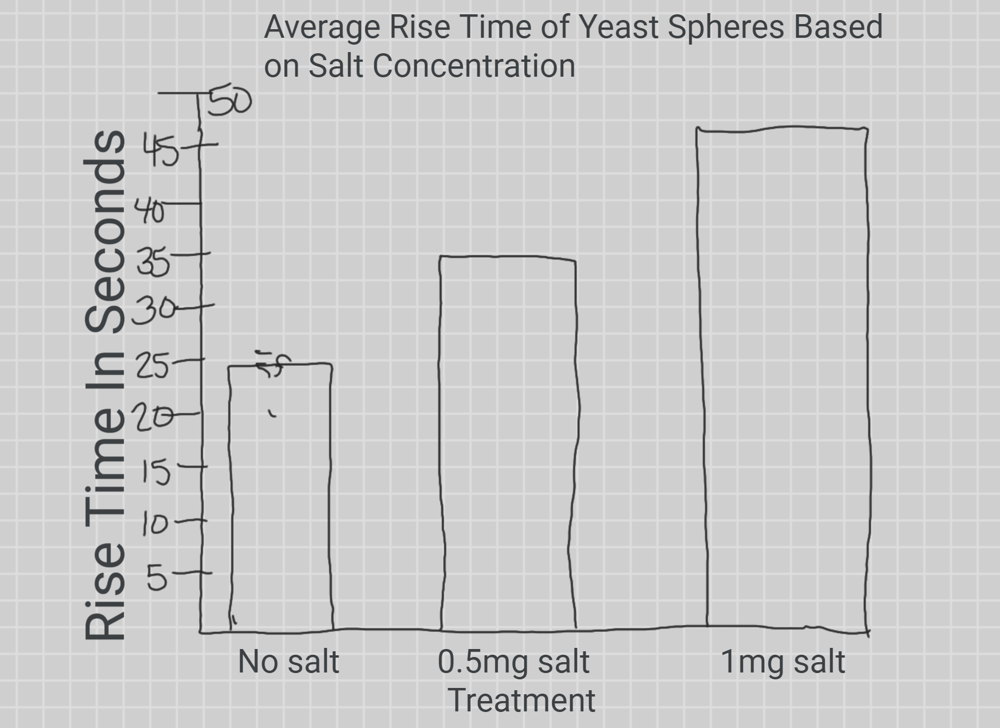 Average Rise Time of Yeast Spheres Based
on Salt Concentration
Rise Time In Seconds
50
45
40
35
30
25
20
15
10
5
No salt
0.5mg salt
1mg salt
Treatment